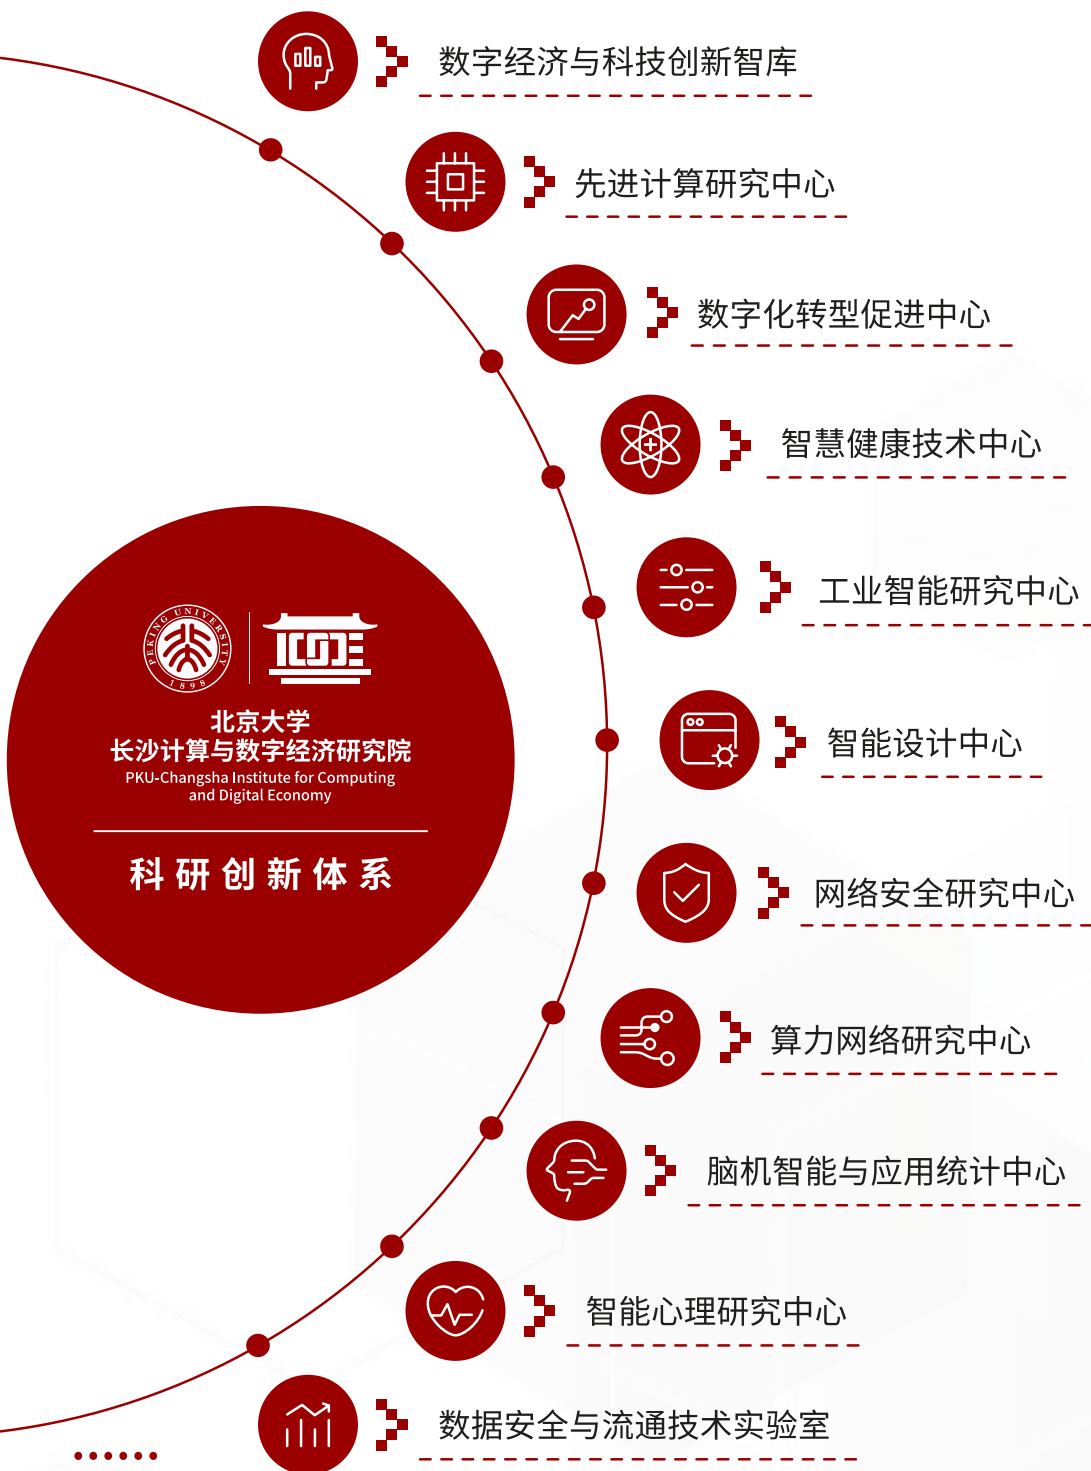 数字经济与科技创新智库
先进计算研究中心
数字化转型促进中心
智慧健康技术中心
工业智能研究中心
PEKING UNIVERSITY
1898
北京大学
长沙计算与数字经济研究院
PKU-Changsha Institute for Computing
and Digital Economy
科研创新体系
智能设计中心
网络安全研究中心
算力网络研究中心
脑机智能与应用统计中心
智能心理研究中心
数据安全与流通技术实验室